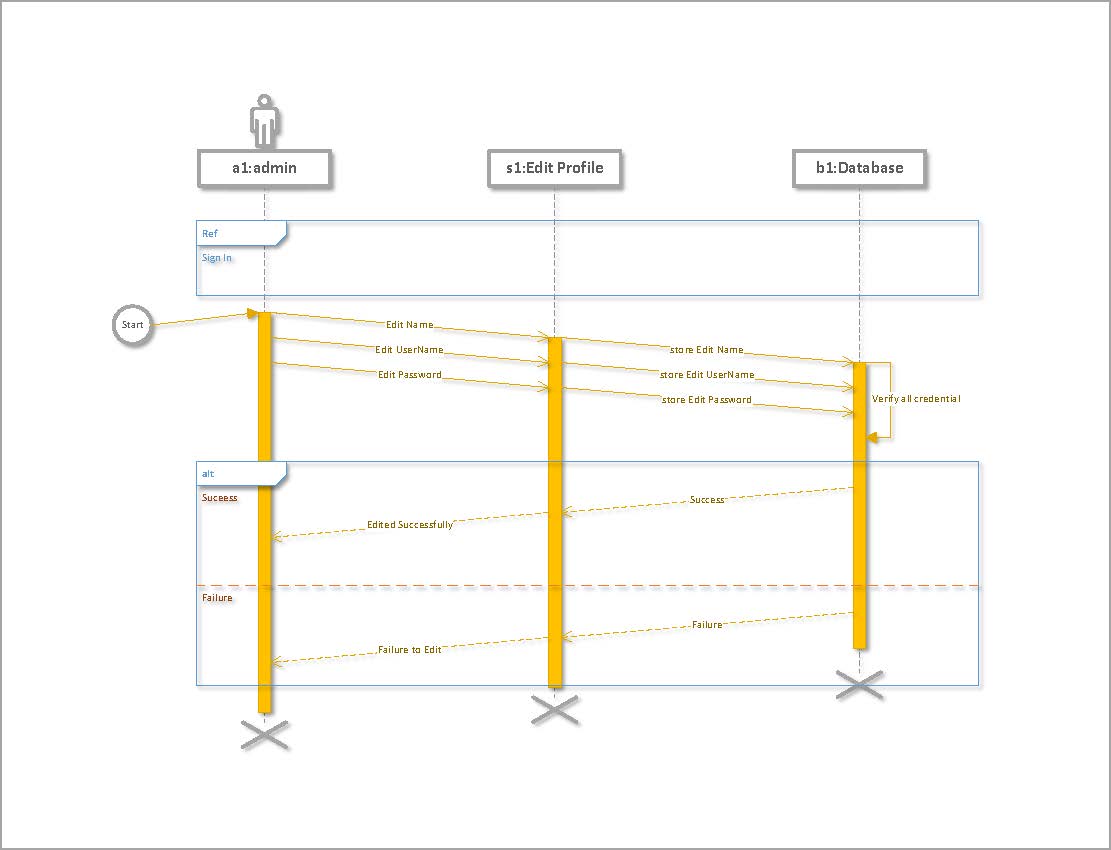 a1:admin
s1:Edit Profile
b1:Database
Ref
Sign In
Start
Edit Name
store Edit Name
Edit UserName
store Edit UserName
Edit Password
store Edit Password
Verify all credential
alt
Suceess
Success
Edited Successfully
Failure
Failure
Failure to Edit